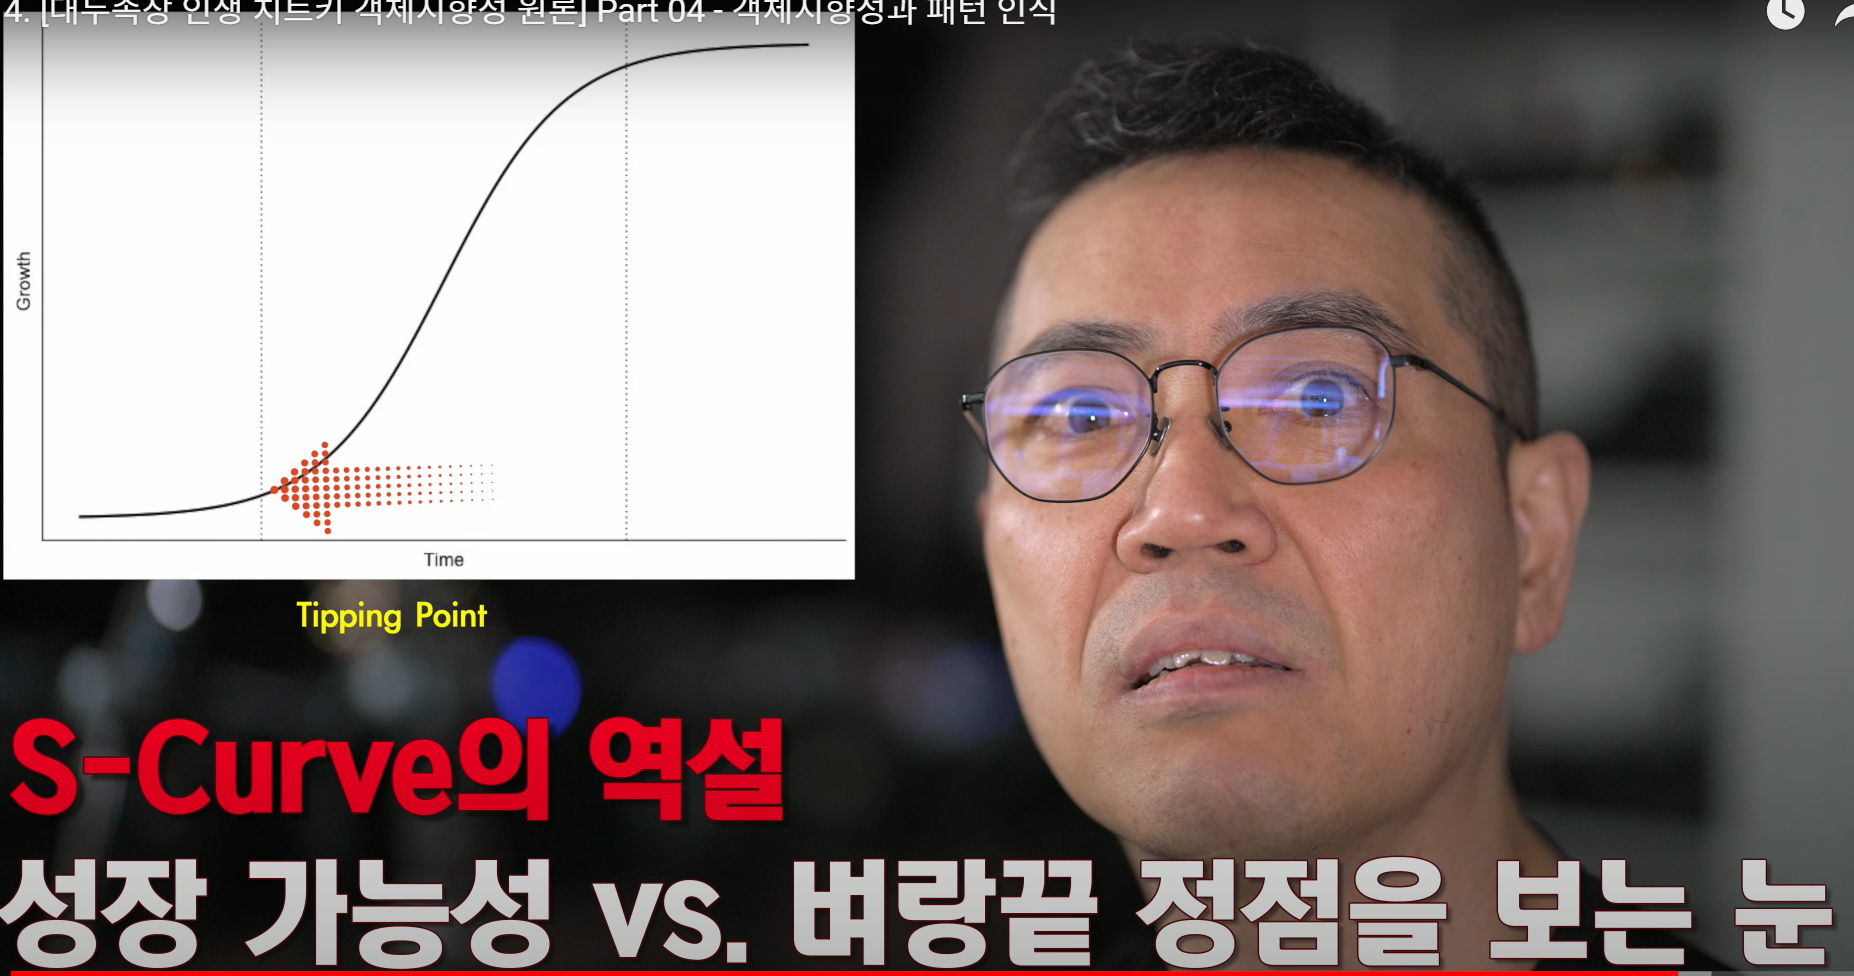 4. [대두족장 인생 치트키 객체지향성 원론] Part 04 - 객체지향성과 패턴 인식
Growth
Time
Tipping Point
S-Curve의 역설
성장 가능성 vs. 벼랑끝 정점을 보는 눈